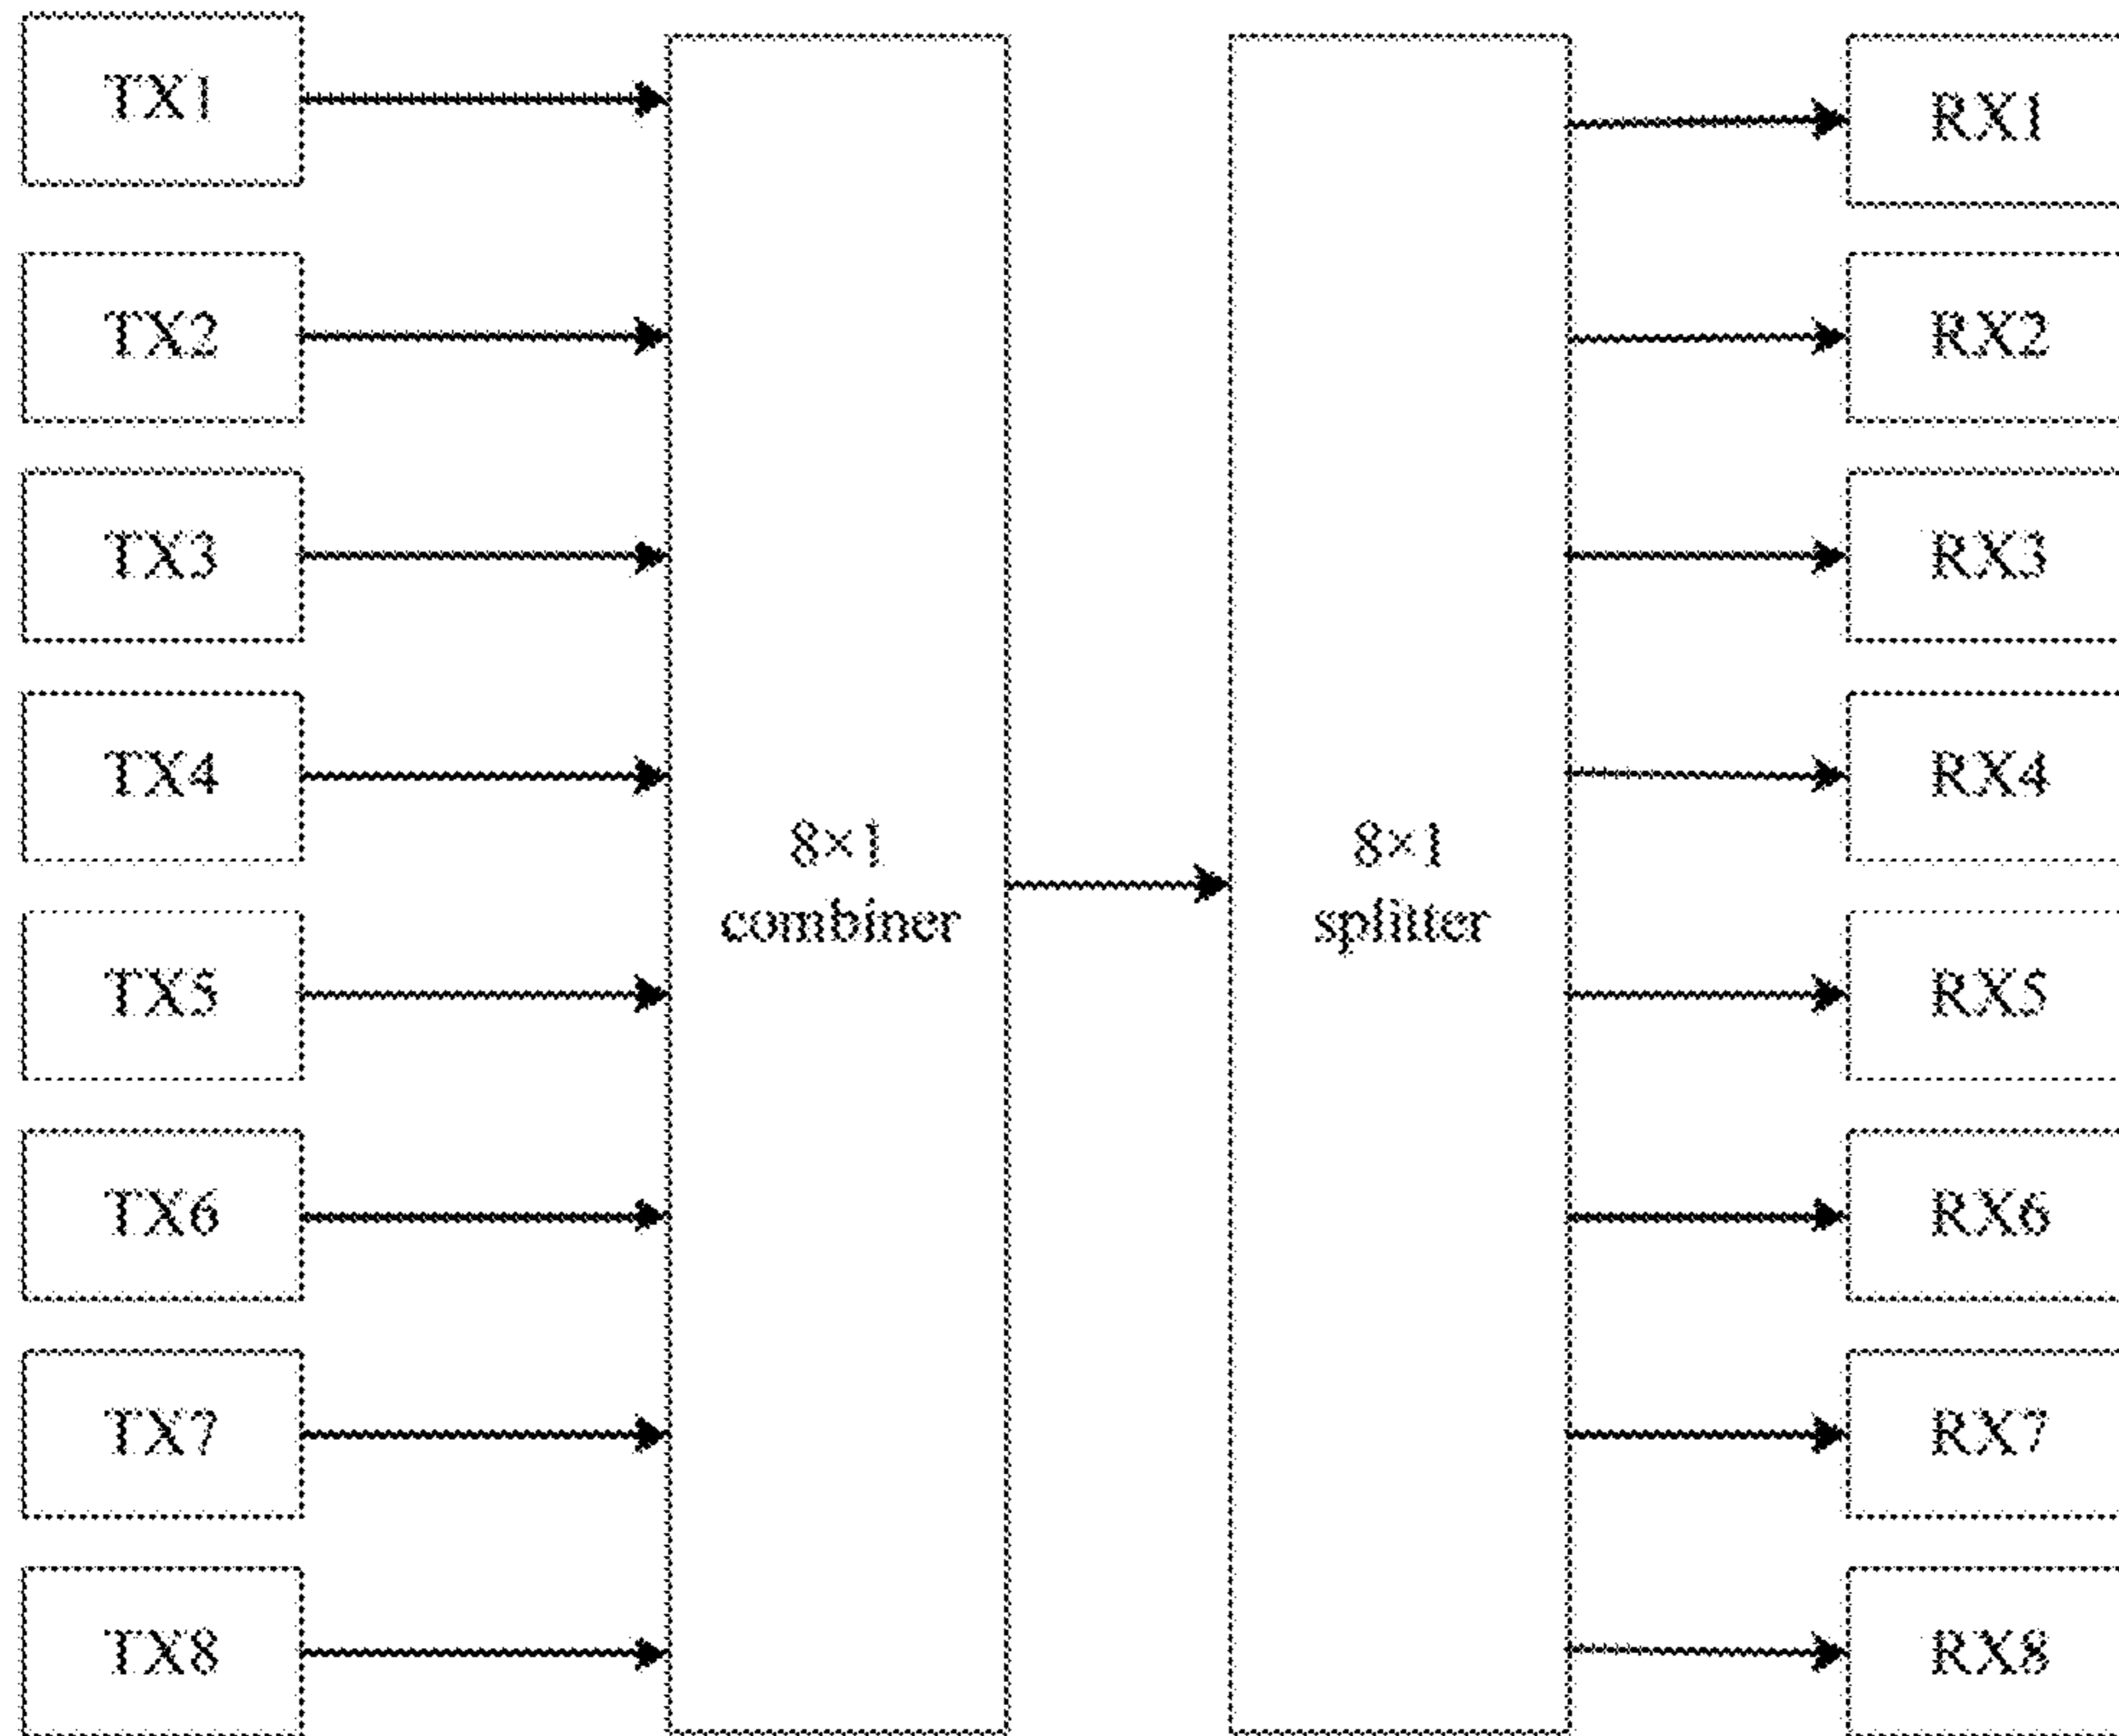 TX1
TX2
TX3
TX4
TX5
TX6
TX7
TX8
8×1
combiner
8×1
splitter
RX1
RX2
RX3
RX4
RX5
RX6
RX7
RX8